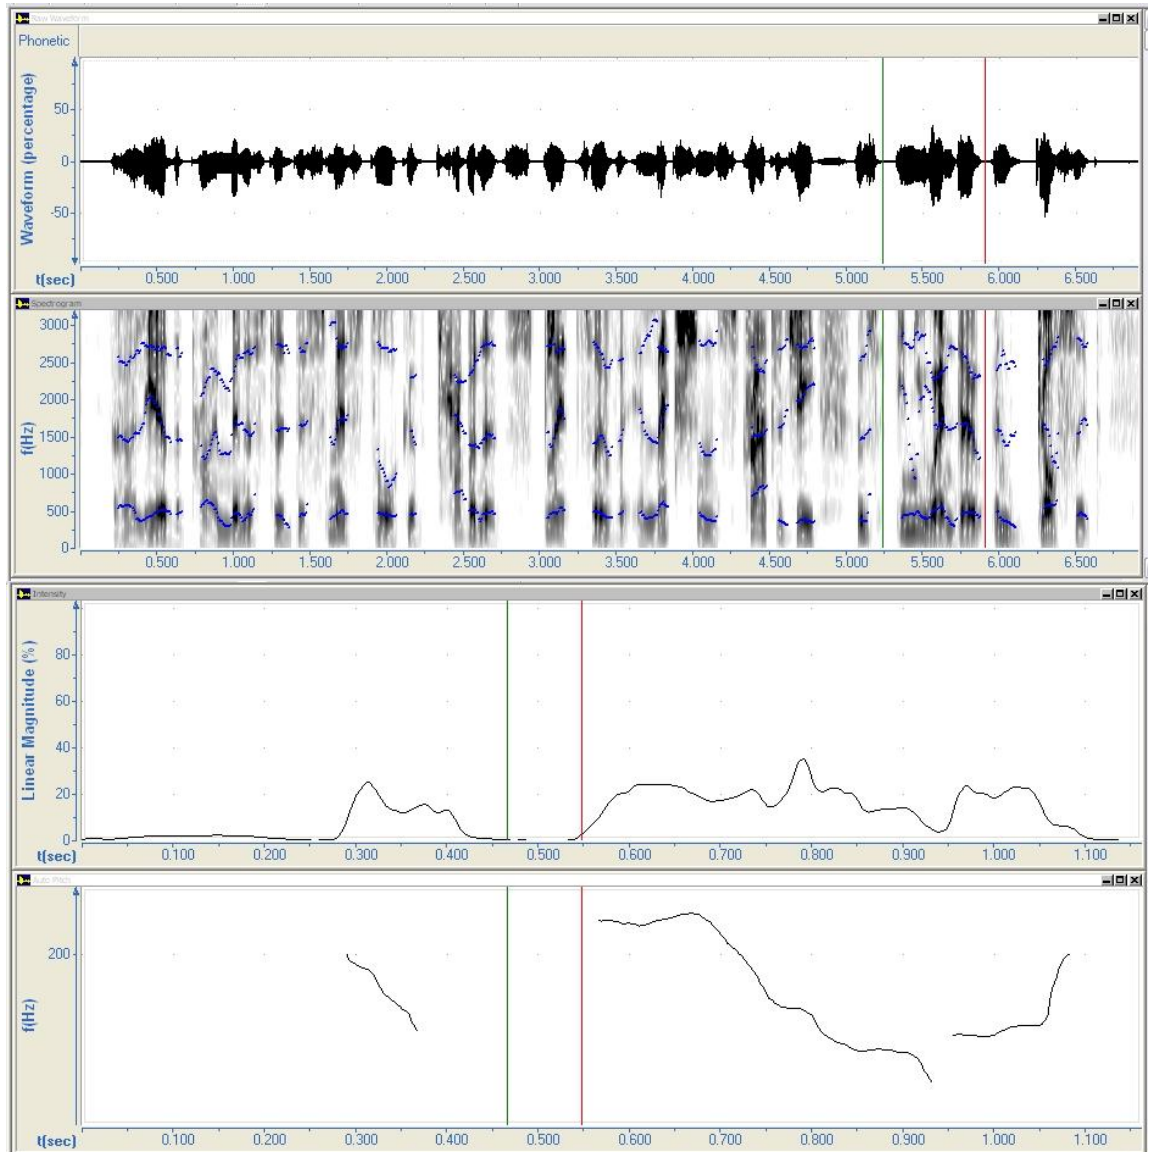 Raw Waveform
Phonetic
Waveform (percentage)
50
0
-50
t(sec) 0.500 1.000 1.500 2.000 2.500 3.000 3.500 4.000 4.500 5.000 5.500 6.000 6.500
Spectrogram
f(Hz)
3000
2500
2000
1500
1000
500
0
0.500 1.000 1.500 2.000 2.500 3.000 3.500 4.000 4.500 5.000 5.500 6.000 6.500
Intensity
Linear Magnitude (%)
80
60
40
20
0
t(sec) 0.100 0.200 0.300 0.400 0.500 0.600 0.700 0.800 0.900 1.000 1.100
Auto Pitch
f(Hz)
200
t(sec) 0.100 0.200 0.300 0.400 0.500 0.600 0.700 0.800 0.900 1.000 1.100